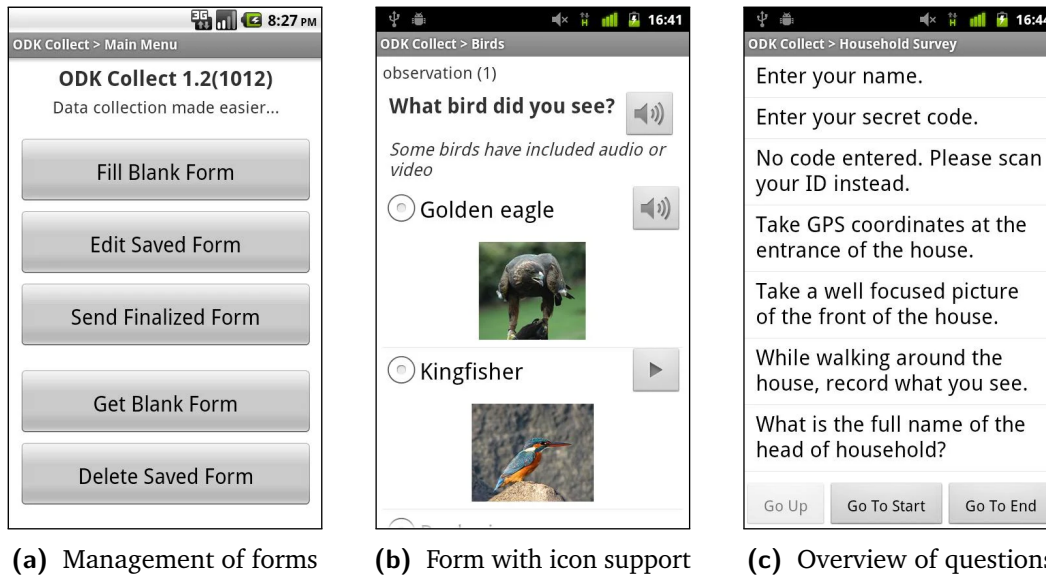 8:27 PM
ODK Collect > Main Menu
ODK Collect 1.2(1012)
Data collection made easier...
Fill Blank Form
Edit Saved Form
Send Finalized Form
Get Blank Form
Delete Saved Form
(a) Management of forms
16:41
ODK Collect > Birds
observation (1)
What bird did you see?
Some birds have included audio or
video
Golden eagle
Kingfisher
(b) Form with icon support
16:44
ODK Collect > Household Survey
Enter your name.
Enter your secret code.
No code entered. Please scan
your ID instead.
Take GPS coordinates at the
entrance of the house.
Take a well focused picture
of the front of the house.
While walking around the
house, record what you see.
What is the full name of the
head of household?
Go Up Go To Start Go To End
(c) Overview of questions